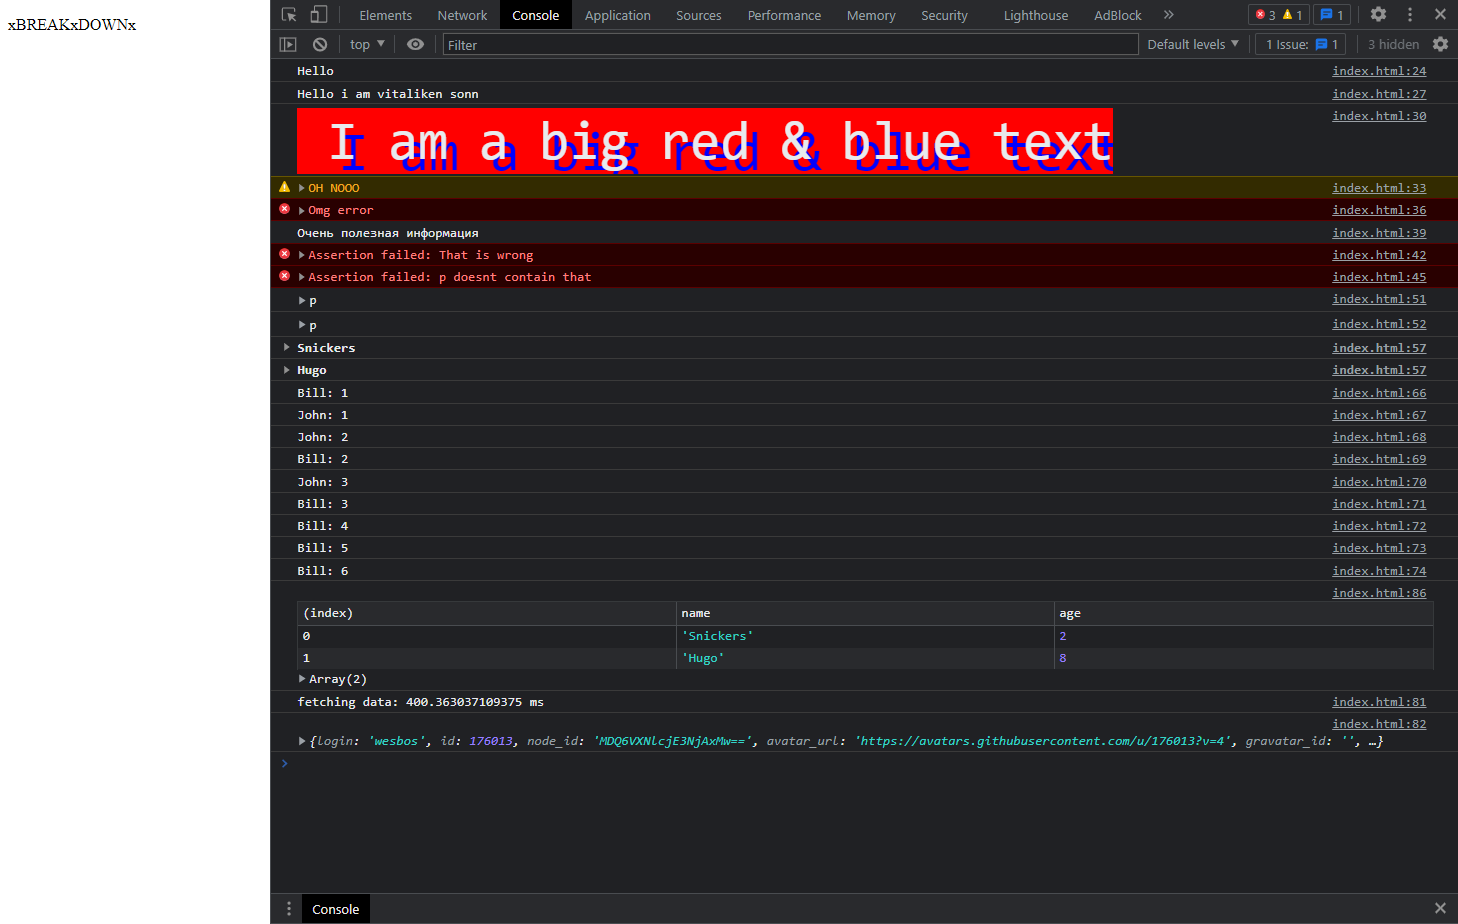 xBREAKxDOWNx
Elements Network Console Application Sources Performance Memory Security Lighthouse AdBlock 3 1 1
top Filter Default levels 1 Issue: 1 3 hidden
Hello index.html:24
Hello i am vitaliken sonn index.html:27
I am a big red & blue text index.html:30
OH NOOO index.html:33
Omg error index.html:36
Очень полезная информация index.html:39
Assertion failed: That is wrong index.html:42
Assertion failed: p doesnt contain that index.html:45
p index.html:51
p index.html:52
Snickers index.html:57
Hugo index.html:57
Bill: 1 index.html:66
John: 1 index.html:67
John: 2 index.html:68
Bill: 2 index.html:69
John: 3 index.html:70
Bill: 3 index.html:71
Bill: 4 index.html:72
Bill: 5 index.html:73
Bill: 6 index.html:74
index.html:86
(index) name age
0 'Snickers' 2
1 'Hugo' 8
Array(2)
fetching data: 400.363037109375 ms index.html:81
index.html:82
{login: 'wesbos', id: 176013, node_id: 'MDQ6VXNlcjE3NjAxMw==', avatar_url: 'https://avatars.githubusercontent.com/u/176013?v=4', gravatar_id: '', …}
Console